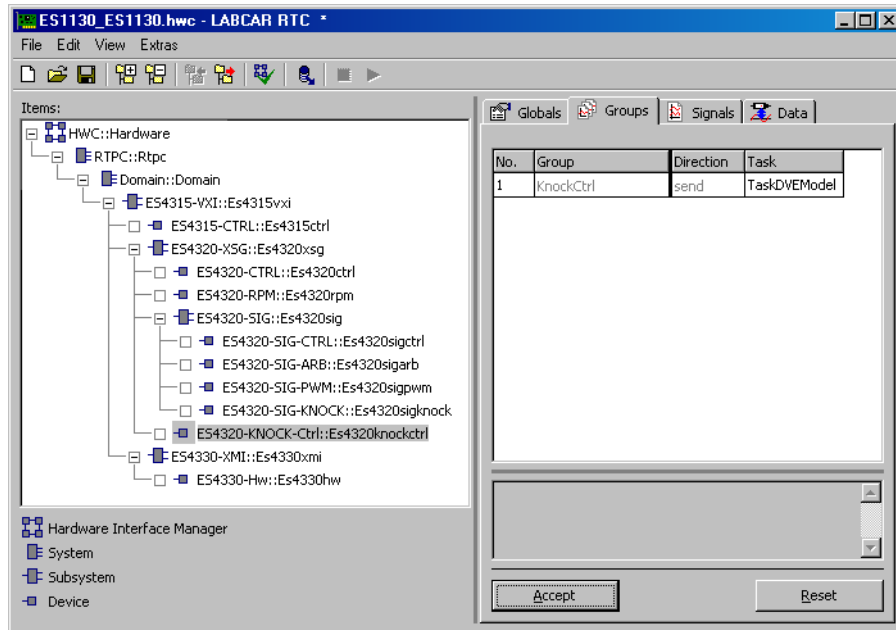 ES1130_ES1130.hwc - LABCAR RTC *
File Edit View Extras
Items:
HWC::Hardware
RTPC::Rtpc
Domain::Domain
ES4315-VXI::Es4315vxi
ES4315-CTRL::Es4315ctrl
ES4320-XSG::Es4320xsg
ES4320-CTRL::Es4320ctrl
ES4320-RPM::Es4320rpm
ES4320-SIG::Es4320sig
ES4320-SIG-CTRL::Es4320sigctrl
ES4320-SIG-ARB::Es4320sigarb
ES4320-SIG-PWM::Es4320sigpwm
ES4320-SIG-KNOCK::Es4320sigknock
ES4320-KNOCK-Ctrl::Es4320knockctrl
ES4330-XMI::Es4330xmi
ES4330-Hw::Es4330hw
Hardware Interface Manager
System
Subsystem
Device
Globals Groups Signals Data
No. Group Direction Task
1 KnockCtrl send TaskDVEModel
Accept Reset